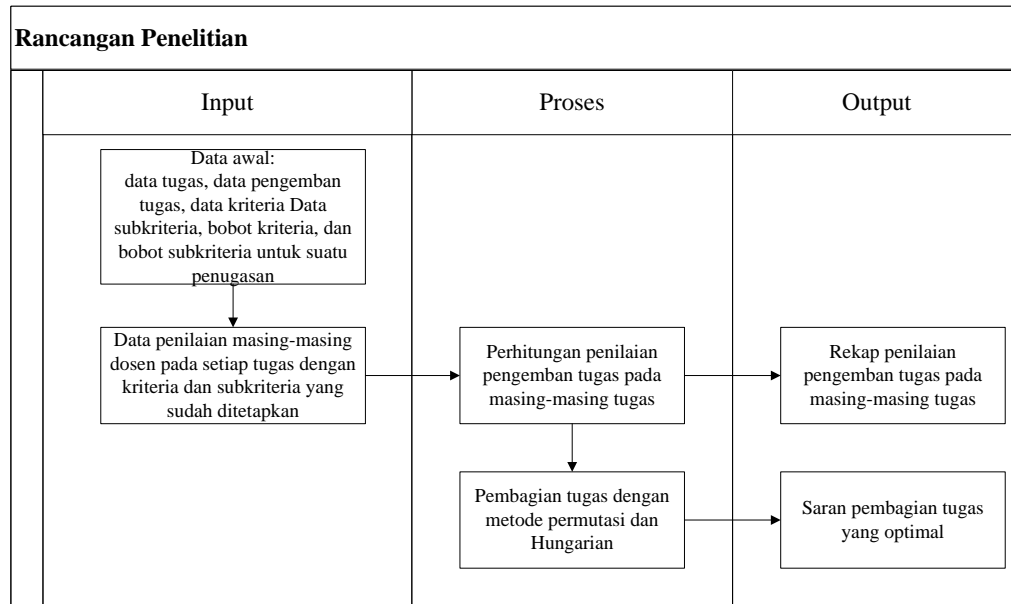 Rancangan Penelitian
Input
Proses
Output
Data awal:
data tugas, data pengemban
tugas, data kriteria Data
subkriteria, bobot kriteria, dan
bobot subkriteria untuk suatu
penugasan
Data penilaian masing-masing
dosen pada setiap tugas dengan
kriteria dan subkriteria yang
sudah ditetapkan
Perhitungan penilaian
pengemban tugas pada
masing-masing tugas
Rekap penilaian
pengemban tugas pada
masing-masing tugas
Pembagian tugas dengan
metode permutasi dan
Hungarian
Saran pembagian tugas
yang optimal